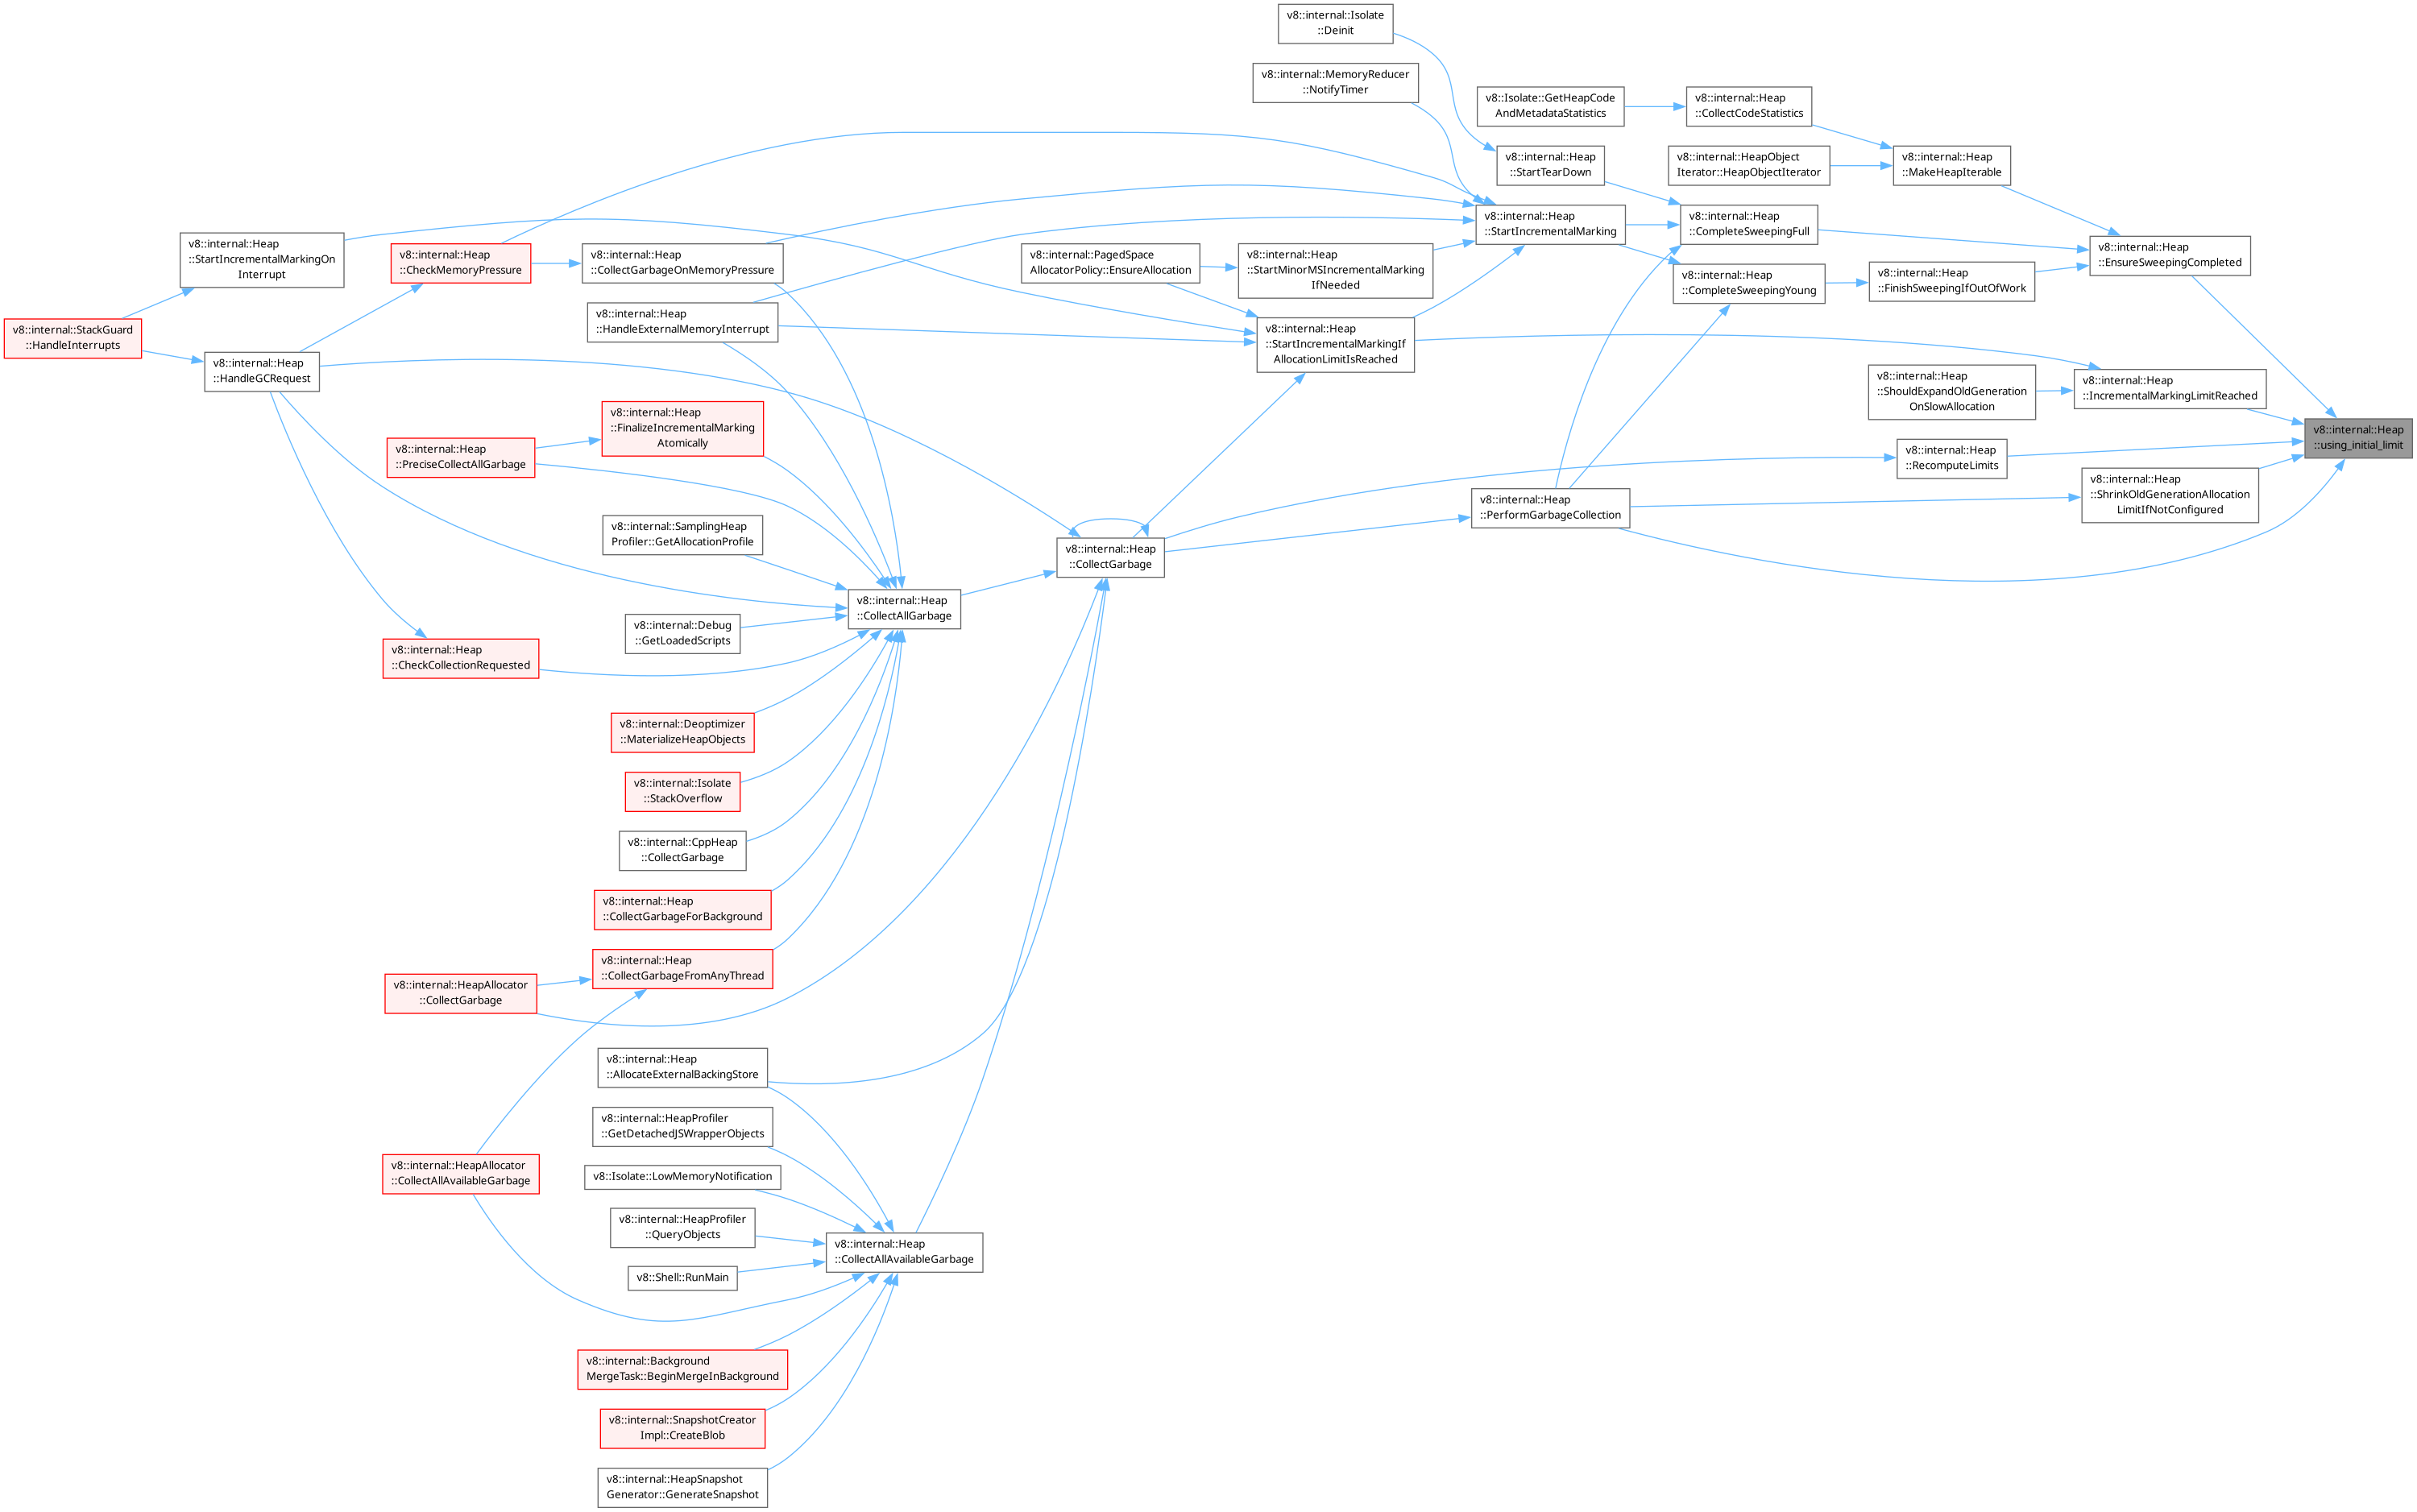 v8::internal::Isolate
::Deinit
v8::internal::MemoryReducer
::NotifyTimer
v8::Isolate::GetHeapCode
AndMetadataStatistics
v8::internal::Heap
::CollectCodeStatistics
v8::internal::Heap
::StartTearDown
v8::internal::HeapObject
Iterator::HeapObjectIterator
v8::internal::Heap
::MakeHeapIterable
v8::internal::Heap
::StartIncrementalMarking
v8::internal::Heap
::CompleteSweepingFull
v8::internal::Heap
::StartIncrementalMarkingOn
Interrupt
v8::internal::Heap
::CheckMemoryPressure
v8::internal::Heap
::CollectGarbageOnMemoryPressure
v8::internal::PagedSpace
AllocatorPolicy::EnsureAllocation
v8::internal::Heap
::StartMinorMSIncrementalMarking
IfNeeded
v8::internal::Heap
::CompleteSweepingYoung
v8::internal::Heap
::FinishSweepingIfOutOfWork
v8::internal::Heap
::EnsureSweepingCompleted
v8::internal::StackGuard
::HandleInterrupts
v8::internal::Heap
::HandleExternalMemoryInterrupt
v8::internal::Heap
::StartIncrementalMarkingIf
AllocationLimitIsReached
v8::internal::Heap
::HandleGCRequest
v8::internal::Heap
::ShouldExpandOldGeneration
OnSlowAllocation
v8::internal::Heap
::IncrementalMarkingLimitReached
v8::internal::Heap
::using_initial_limit
v8::internal::Heap
::FinalizeIncrementalMarking
Atomically
v8::internal::Heap
::PreciseCollectAllGarbage
v8::internal::Heap
::RecomputeLimits
v8::internal::Heap
::ShrinkOldGenerationAllocation
LimitIfNotConfigured
v8::internal::Heap
::PerformGarbageCollection
v8::internal::SamplingHeap
Profiler::GetAllocationProfile
v8::internal::Heap
::CollectGarbage
v8::internal::Heap
::CollectAllGarbage
v8::internal::Debug
::GetLoadedScripts
v8::internal::Heap
::CheckCollectionRequested
v8::internal::Deoptimizer
::MaterializeHeapObjects
v8::internal::Isolate
::StackOverflow
v8::internal::CppHeap
::CollectGarbage
v8::internal::Heap
::CollectGarbageForBackground
v8::internal::Heap
::CollectGarbageFromAnyThread
v8::internal::HeapAllocator
::CollectGarbage
v8::internal::Heap
::AllocateExternalBackingStore
v8::internal::HeapProfiler
::GetDetachedJSWrapperObjects
v8::internal::HeapAllocator
::CollectAllAvailableGarbage
v8::Isolate::LowMemoryNotification
v8::internal::HeapProfiler
::QueryObjects
v8::internal::Heap
::CollectAllAvailableGarbage
v8::Shell::RunMain
v8::internal::Background
MergeTask::BeginMergeInBackground
v8::internal::SnapshotCreator
Impl::CreateBlob
v8::internal::HeapSnapshot
Generator::GenerateSnapshot